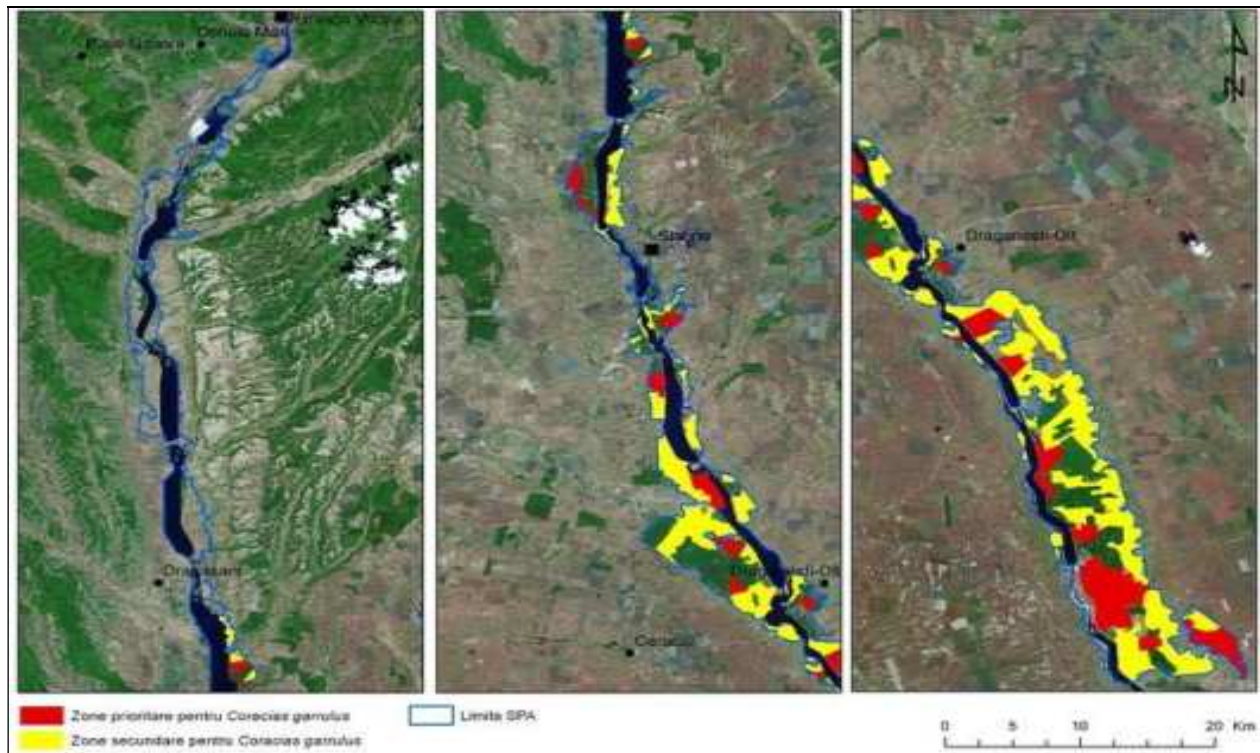 Draganesti-Olt
Slatina
Dragasani
Draganesti-Olt
Caracal
Zone prioritare pentru Coracias garrulus
Limita SPA
Zone secundare pentru Coracias garrulus
0 5 10 20 Km